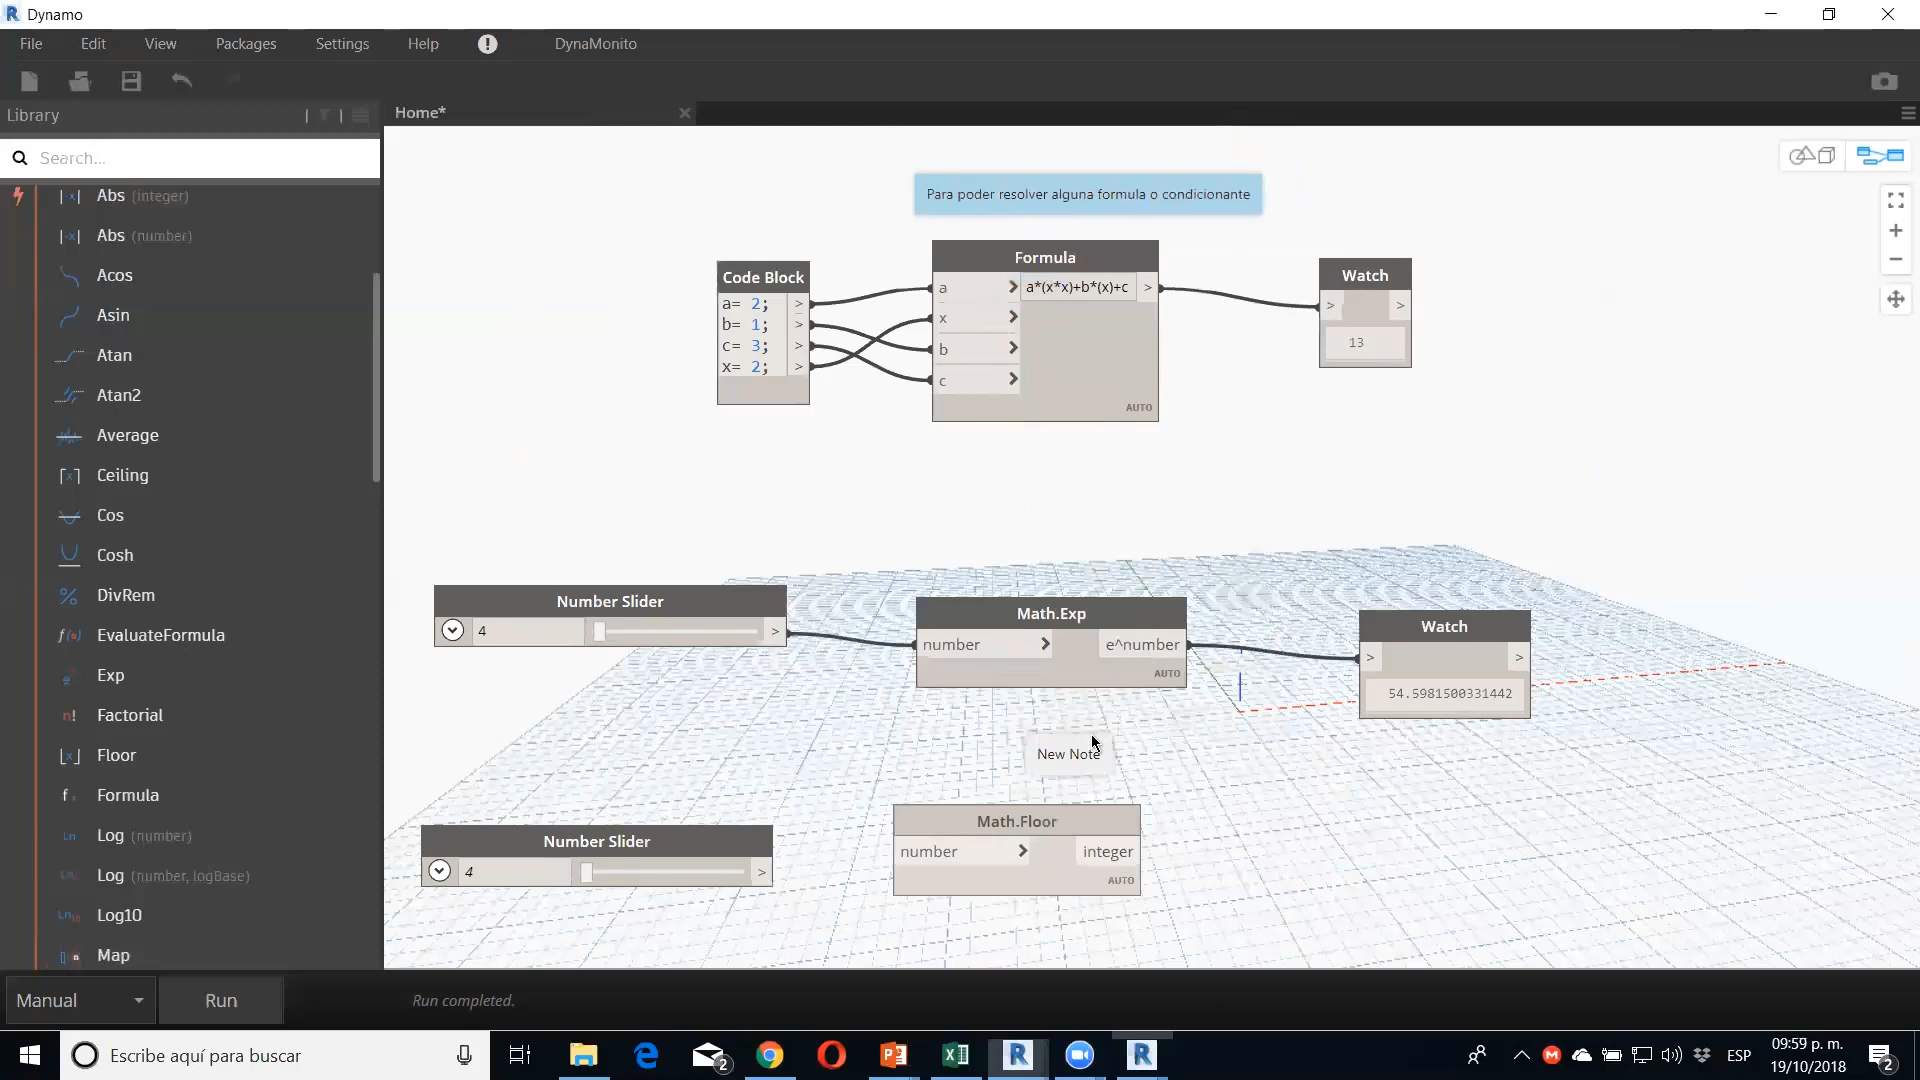 Dynamo
File Edit View Packages Settings Help ! DynaMonito
Library
Home*
Search...
Abs (integer)
Abs (number)
Acos
Asin
Atan
Atan2
Average
Ceiling
Cos
Cosh
DivRem
EvaluateFormula
Exp
Factorial
Floor
Formula
Log (number)
Log (number, logBase)
Log10
Map
Para poder resolver alguna formula o condicionante
Code Block
a= 2; >
b= 1; >
c= 3; >
x= 2; >
Formula
a > a*(x*x)+b*(x)+c >
x >
b >
c >
AUTO
Watch
> >
13
Number Slider
4 >
Math.Exp
number > e^number
AUTO
Watch
> >
54.5981500331442
New Note
Number Slider
4 >
Math.Floor
number > integer
AUTO
Manual Run Run completed.
Escribe aquí para buscar
2
ESP
09:59 p. m.
19/10/2018
2